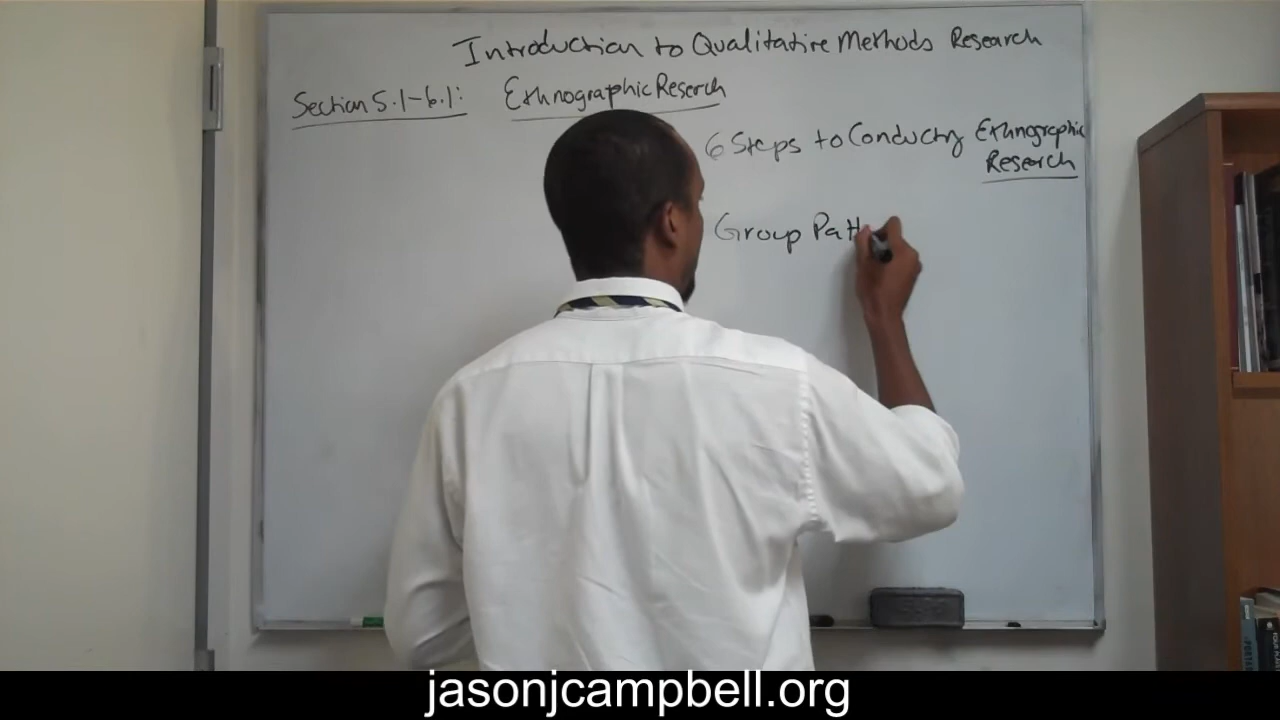 Introduction to Qualitative Methods Research
Section 5.1-6.1: Ethnographic Reserch
6 Steps to Conducting Ethnographic
Research
Group Patt
jasonjcampbell.org